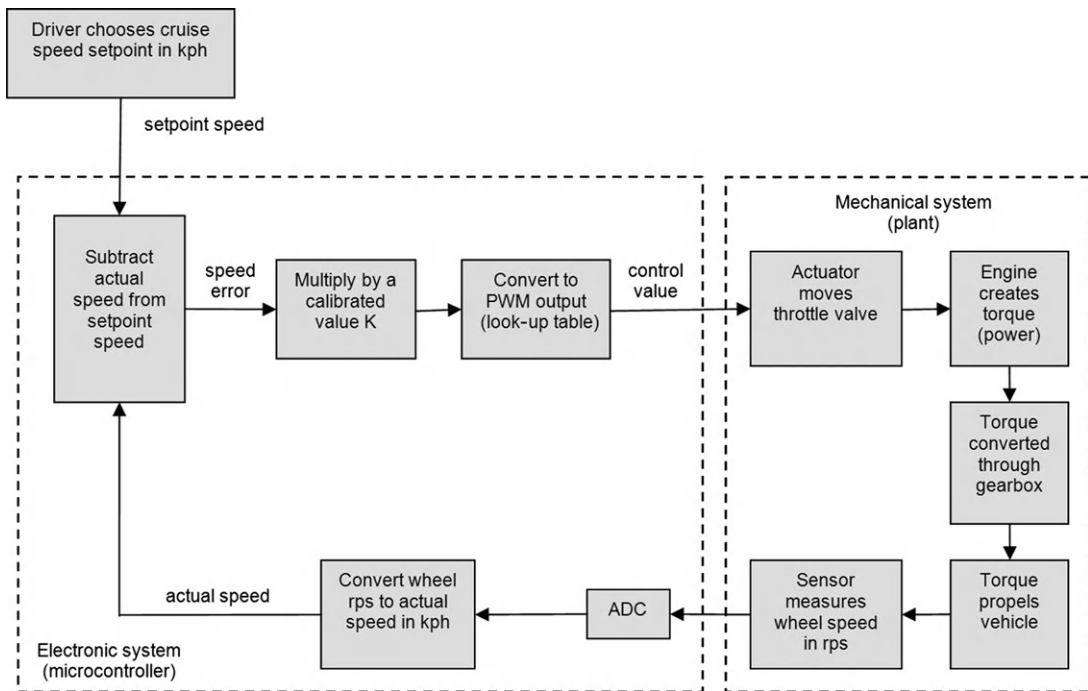 Driver chooses cruise
speed setpoint in kph
setpoint speed
Mechanical system
(plant)
Subtract
actual
speed from
setpoint
speed
speed
error
Multiply by a
calibrated
value K
Convert to
PWM output
(look-up table)
control
value
Actuator
moves
throttle valve
Engine
creates
torque
(power)
Torque
converted
through
gearbox
Torque
propels
vehicle
Sensor
measures
wheel speed
in rps
ADC
Convert wheel
rps to actual
speed in kph
actual speed
Electronic system
(microcontroller)